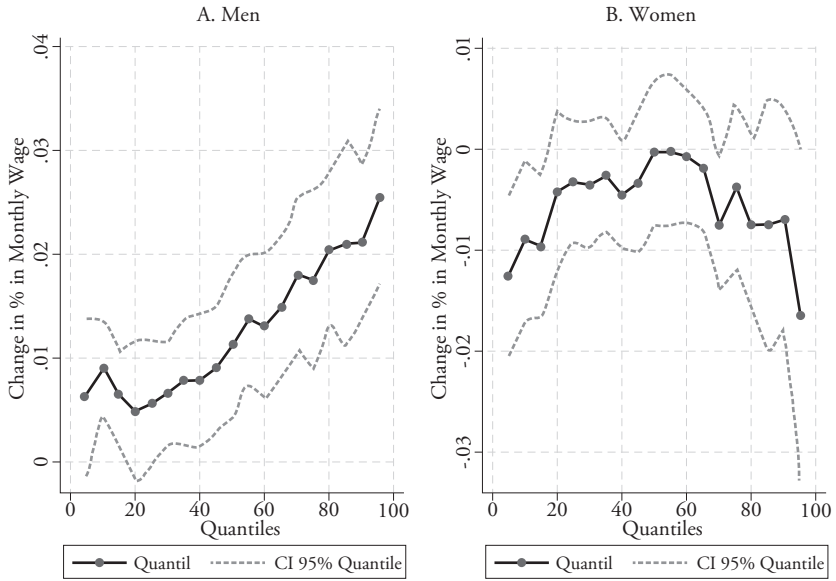 A. Men
Change in % in Monthly Wage
.04
.03
.02
.01
0
0 20 40 60 80 100
Quantiles
Quantil CI 95% Quantile
B. Women
Change in % in Monthly Wage
.01
0
-.01
-.02
-.03
0 20 40 60 80 100
Quantiles
Quantil CI 95% Quantile